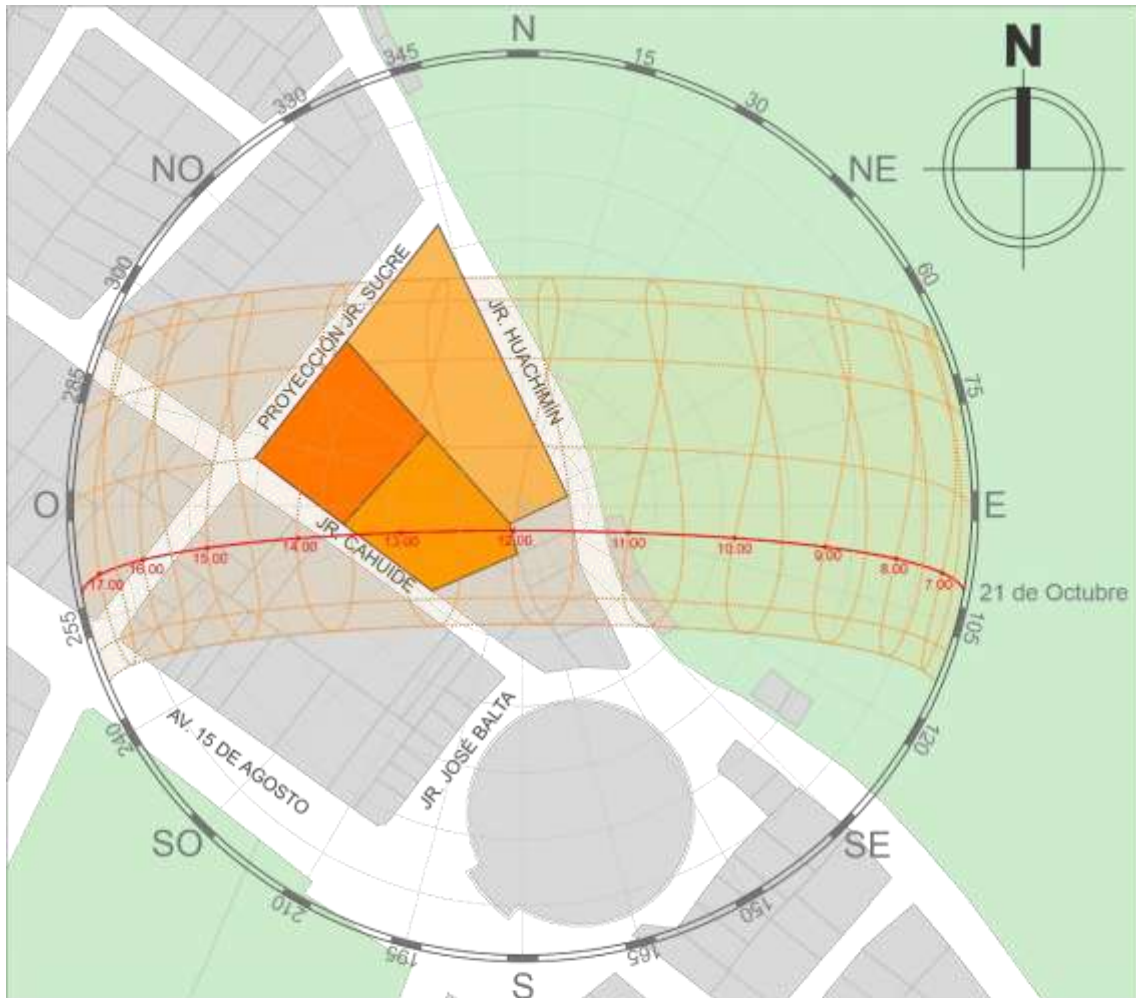 N
N
345
15
330
30
NO
NE
300
60
PROYECCIÓN JR. SUCRE
JR. HUACHIMÍN
285
75
O
E
JR. CAHUIDE
17.00
16.00
15.00
14.00
13.00
12.00
11.00
10.00
9.00
8.00
7.00
21 de Octubre
255
105
240
120
AV. 15 DE AGOSTO
JR. JOSÉ BALTA
SO
SE
210
150
195
165
S